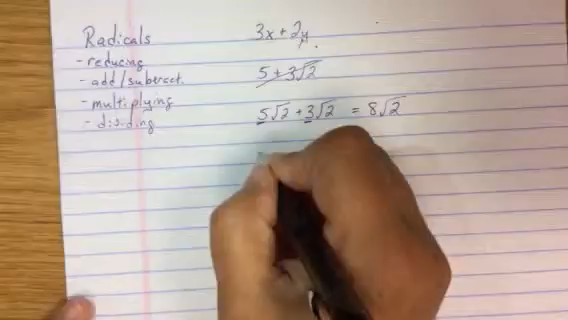 Radicals
- reducing
- add/subtract.
- multiplying
- dividing
3x + 2y
5 + 3√2
5√2 + 3√2 = 8√2